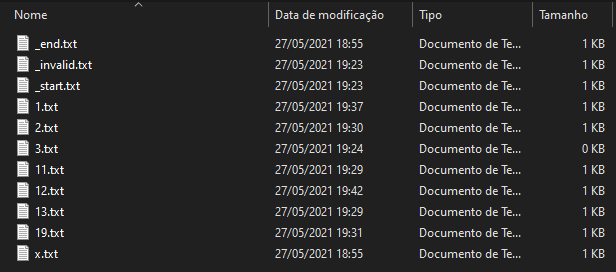 Nome Data de modificação Tipo Tamanho
_end.txt 27/05/2021 18:55 Documento de Te... 1 KB
_invalid.txt 27/05/2021 19:23 Documento de Te... 1 KB
_start.txt 27/05/2021 19:23 Documento de Te... 1 KB
1.txt 27/05/2021 19:37 Documento de Te... 1 KB
2.txt 27/05/2021 19:30 Documento de Te... 1 KB
3.txt 27/05/2021 19:24 Documento de Te... 0 KB
11.txt 27/05/2021 19:29 Documento de Te... 1 KB
12.txt 27/05/2021 19:42 Documento de Te... 1 KB
13.txt 27/05/2021 19:29 Documento de Te... 1 KB
19.txt 27/05/2021 19:31 Documento de Te... 1 KB
x.txt 27/05/2021 18:55 Documento de Te... 1 KB